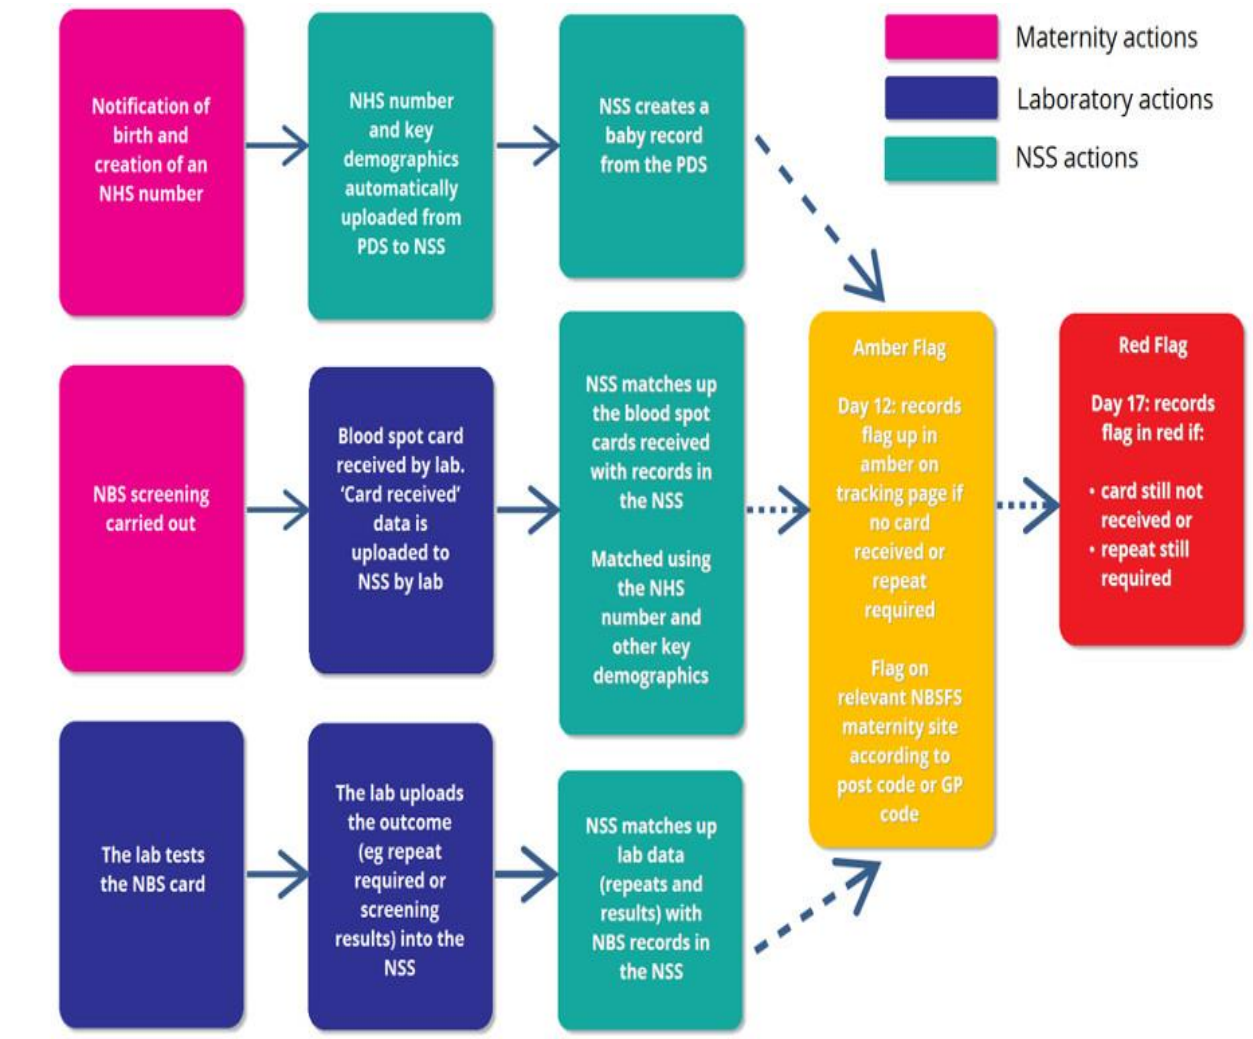 Notification of
birth and
creation of an
NHS number
NHS number
and key
demographics
automatically
uploaded from
PDS to NSS
NSS creates a
baby record
from the PDS
Maternity actions
Laboratory actions
NSS actions
NBS screening
carried out
Blood spot card
received by lab.
‘Card received’
data is
uploaded to
NSS by lab
NSS matches up
the blood spot
cards received
with records in
the NSS
Matched using
the NHS
number and
other key
demographics
Amber Flag
Day 12: records
flag up in
amber on
tracking page if
no card
received or
repeat
required
Flag on
relevant NBSFS
maternity site
according to
post code or GP
code
Red Flag
Day 17: records
flag in red if:
• card still not
received or
• repeat still
required
The lab tests
the NBS card
The lab uploads
the outcome
(eg repeat
required or
screening
results) into the
NSS
NSS matches up
lab data
(repeats and
results) with
NBS records in
the NSS